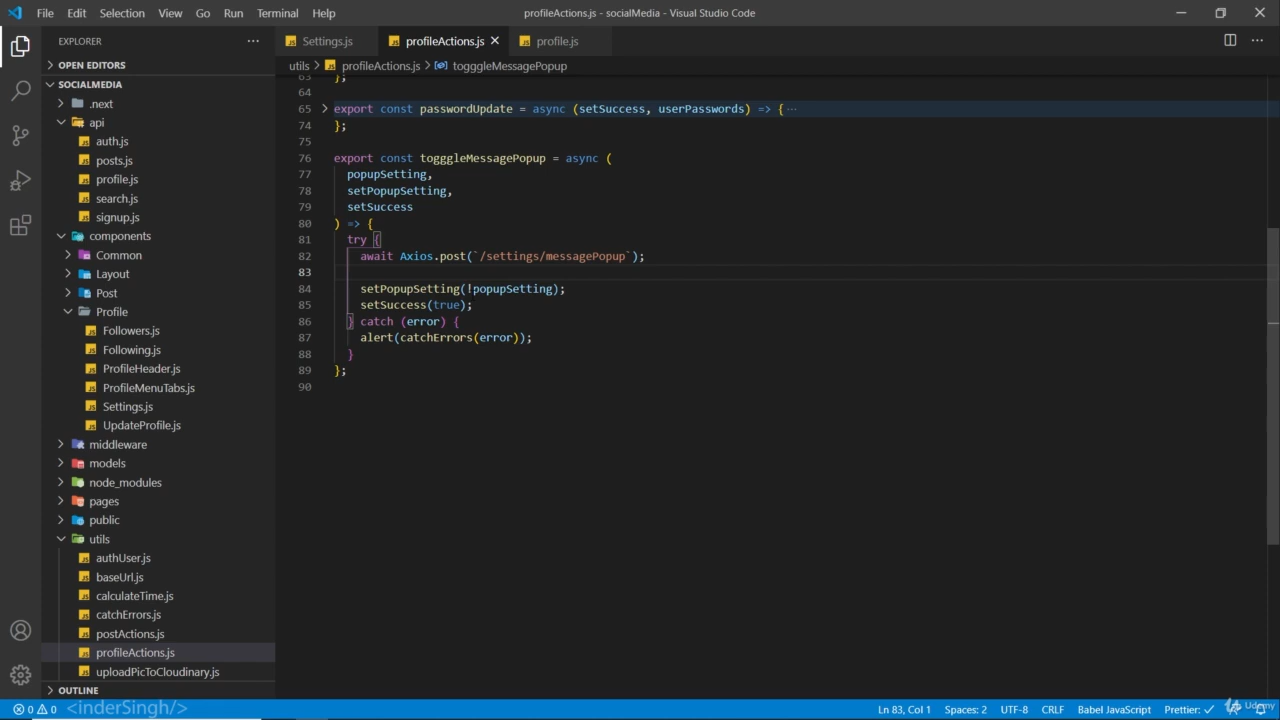 File Edit Selection View Go Run Terminal Help
profileActions.js - socialMedia - Visual Studio Code
EXPLORER
Settings.js
profileActions.js
profile.js
OPEN EDITORS
utils > profileActions.js > togggleMessagePopup
SOCIALMEDIA
.next
api
auth.js
posts.js
profile.js
search.js
signup.js
components
Common
Layout
Post
Profile
Followers.js
Following.js
ProfileHeader.js
ProfileMenuTabs.js
Settings.js
UpdateProfile.js
middleware
models
node_modules
pages
public
utils
authUser.js
baseUrl.js
calculateTime.js
catchErrors.js
postActions.js
profileActions.js
uploadPicToCloudinary.js
OUTLINE
63 };
64
65 export const passwordUpdate = async (setSuccess, userPasswords) => {···
74 };
75
76 export const togggleMessagePopup = async (
77 popupSetting,
78 setPopupSetting,
79 setSuccess
80 ) => {
81 try {
82 await Axios.post(`/settings/messagePopup`);
83
84 setPopupSetting(!popupSetting);
85 setSuccess(true);
86 } catch (error) {
87 alert(catchErrors(error));
88 }
89 };
90
0 0 <inderSingh/>
Ln 83, Col 1 Spaces: 2 UTF-8 CRLF Babel JavaScript Prettier: ✓
Udemy